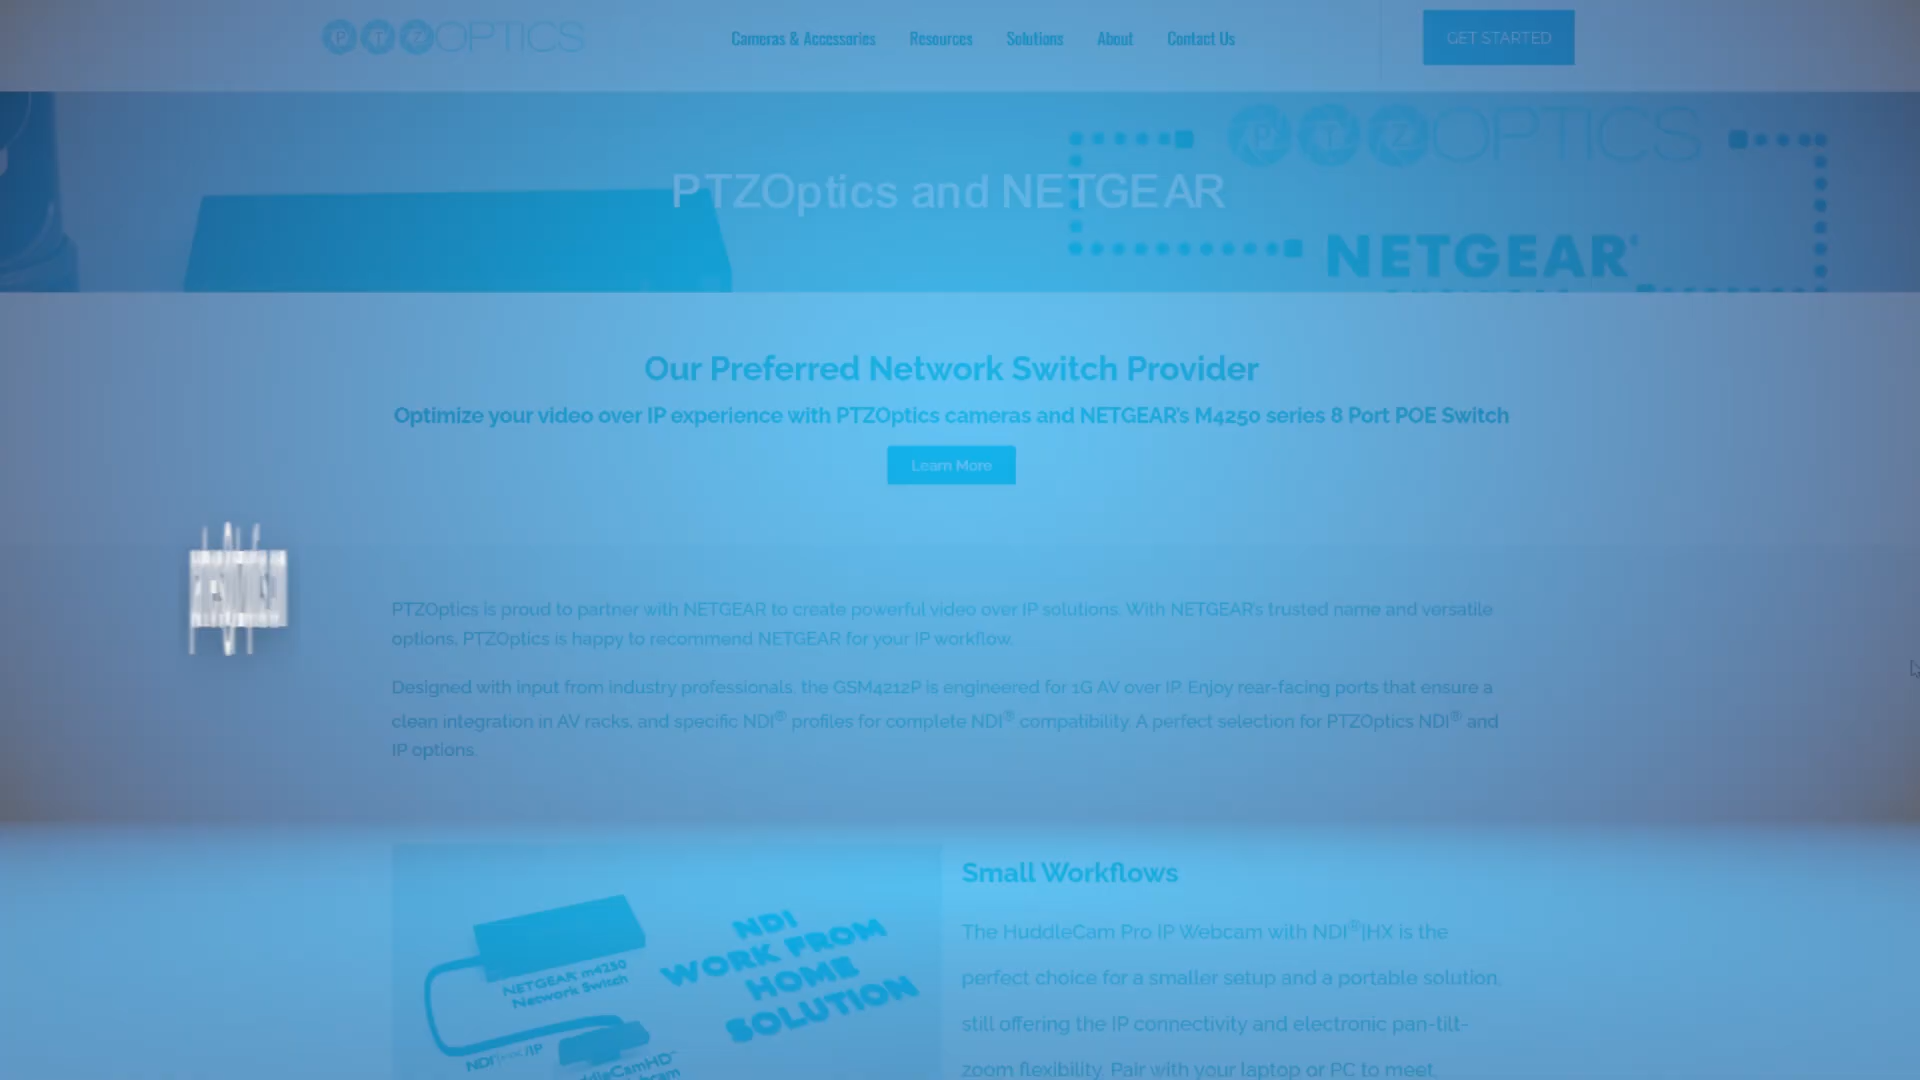 PTZOPTICS
Cameras & Accessories Resources Solutions About Contact Us
GET STARTED
PTZOPTICS
PTZOptics and NETGEAR
NETGEAR
Our Preferred Network Switch Provider
Optimize your video over IP experience with PTZOptics cameras and NETGEAR's M4250 series 8 Port POE Switch
Learn More
PTZOptics is proud to partner with NETGEAR to create powerful video over IP solutions. With NETGEAR's trusted name and versatile
options, PTZOptics is happy to recommend NETGEAR for your IP workflow.
Designed with input from industry professionals, the GSM4212P is engineered for 1G AV over IP. Enjoy rear-facing ports that ensure a
clean integration in AV racks, and specific NDI® profiles for complete NDI® compatibility. A perfect selection for PTZOptics NDI® and
IP options.
NDI
WORK FROM
HOME
SOLUTION
NETGEAR m4250
Network Switch
Small Workflows
The HuddleCam Pro IP Webcam with NDI®|HX is the
perfect choice for a smaller setup and a portable solution,
still offering the IP connectivity and electronic pan-tilt-
zoom flexibility. Pair with your laptop or PC to meet,